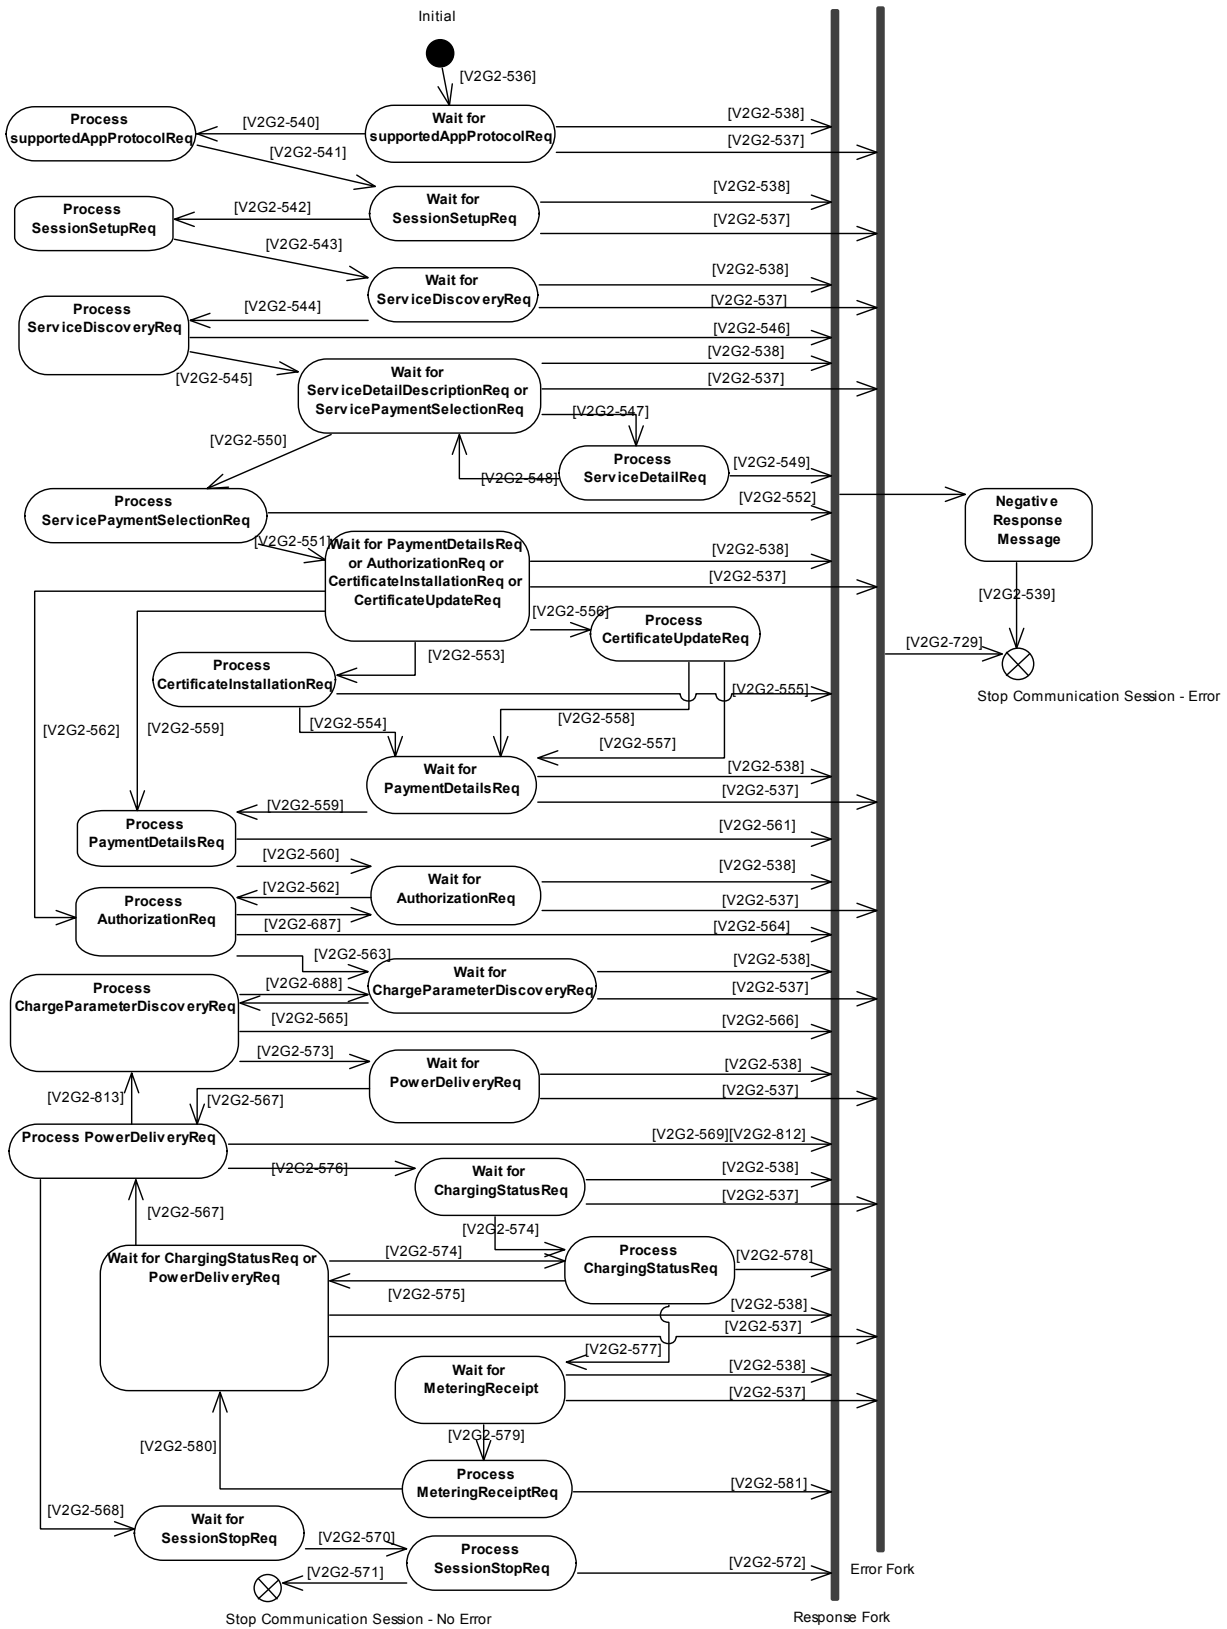 Initial
[V2G2-536]
Process
supportedAppProtocolReq
[V2G2-540]
Wait for
supportedAppProtocolReq
[V2G2-538]
[V2G2-537]
[V2G2-541]
Process
SessionSetupReq
[V2G2-542]
Wait for
SessionSetupReq
[V2G2-538]
[V2G2-537]
[V2G2-543]
Wait for
ServiceDiscoveryReq
[V2G2-538]
[V2G2-537]
Process
ServiceDiscoveryReq
[V2G2-544]
[V2G2-546]
[V2G2-545]
Wait for
ServiceDetailDescriptionReq or
ServicePaymentSelectionReq
[V2G2-538]
[V2G2-537]
[V2G2-547]
[V2G2-550]
[V2G2-548]
Process
ServiceDetailReq
[V2G2-549]
Process
ServicePaymentSelectionReq
[V2G2-552]
Negative
Response
Message
[V2G2-551]
Wait for PaymentDetailsReq
or AuthorizationReq or
CertificateInstallationReq or
CertificateUpdateReq
[V2G2-538]
[V2G2-537]
[V2G2-539]
[V2G2-556]
Process
CertificateUpdateReq
[V2G2-729]
Stop Communication Session - Error
[V2G2-553]
Process
CertificateInstallationReq
[V2G2-555]
[V2G2-562]
[V2G2-559]
[V2G2-554]
[V2G2-558]
[V2G2-557]
Wait for
PaymentDetailsReq
[V2G2-538]
[V2G2-537]
[V2G2-559]
Process
PaymentDetailsReq
[V2G2-561]
[V2G2-560]
Wait for
AuthorizationReq
[V2G2-538]
[V2G2-537]
Process
AuthorizationReq
[V2G2-562]
[V2G2-687]
[V2G2-564]
[V2G2-563]
Wait for
ChargeParameterDiscoveryReq
[V2G2-538]
[V2G2-537]
Process
ChargeParameterDiscoveryReq
[V2G2-688]
[V2G2-565]
[V2G2-566]
[V2G2-573]
Wait for
PowerDeliveryReq
[V2G2-538]
[V2G2-537]
[V2G2-813]
[V2G2-567]
Process PowerDeliveryReq
[V2G2-569][V2G2-812]
[V2G2-576]
Wait for
ChargingStatusReq
[V2G2-538]
[V2G2-537]
[V2G2-567]
[V2G2-574]
Wait for ChargingStatusReq or
PowerDeliveryReq
[V2G2-574]
Process
ChargingStatusReq
[V2G2-578]
[V2G2-575]
[V2G2-538]
[V2G2-537]
[V2G2-577]
Wait for
MeteringReceipt
[V2G2-538]
[V2G2-537]
[V2G2-579]
[V2G2-580]
Process
MeteringReceiptReq
[V2G2-581]
[V2G2-568]
Wait for
SessionStopReq
[V2G2-570]
Process
SessionStopReq
[V2G2-572]
[V2G2-571]
Error Fork
Stop Communication Session - No Error
Response Fork